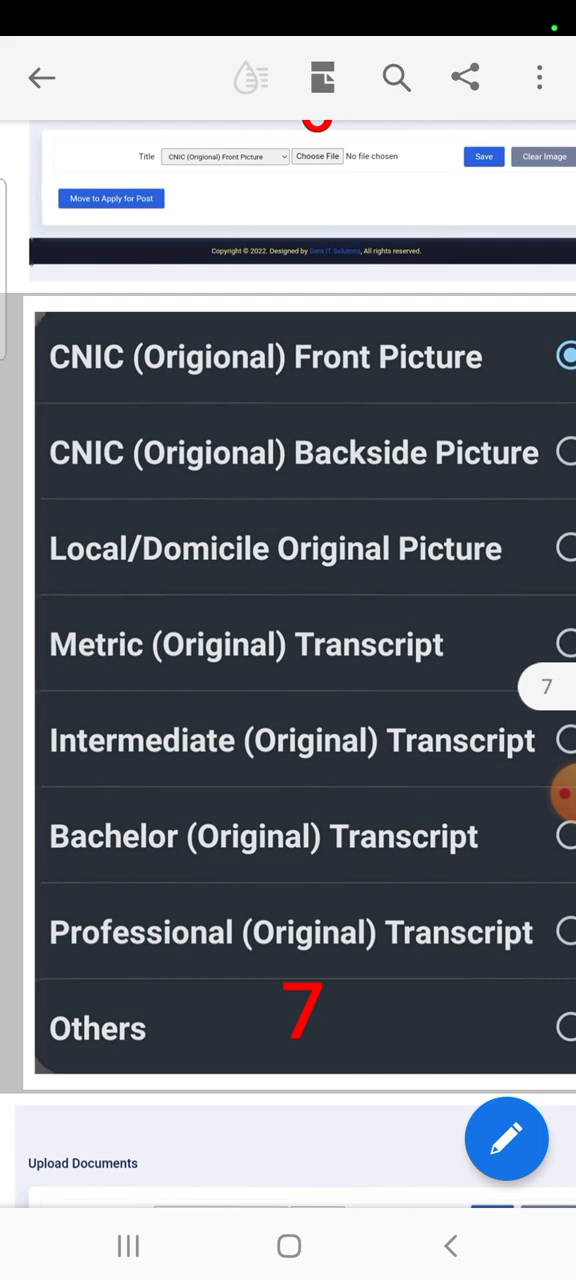 Title CNIC (Origional) Front Picture Choose File No file chosen Save Clear Image
Move to Apply for Post
Copyright © 2022. Designed by Dara IT Solutions, All rights reserved.
CNIC (Origional) Front Picture
CNIC (Origional) Backside Picture
Local/Domicile Original Picture
Metric (Original) Transcript
7
Intermediate (Original) Transcript
Bachelor (Original) Transcript
Professional (Original) Transcript
7
Others
Upload Documents